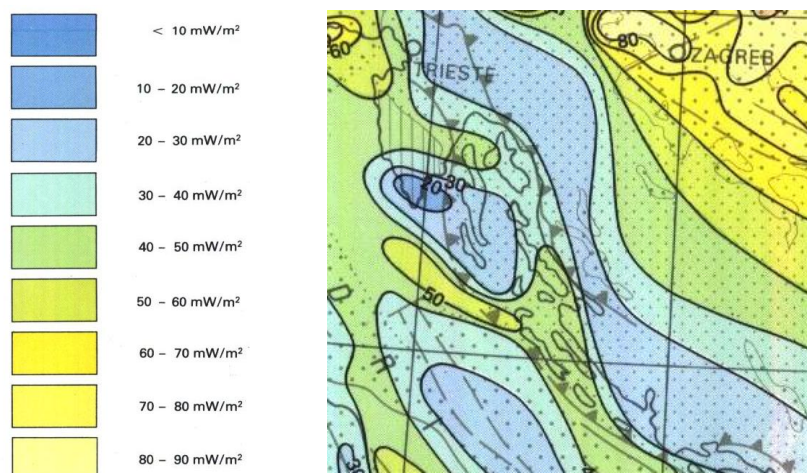 < 10 mW/m²
10 – 20 mW/m²
20 – 30 mW/m²
30 – 40 mW/m²
40 – 50 mW/m²
50 – 60 mW/m²
60 – 70 mW/m²
70 – 80 mW/m²
80 – 90 mW/m²
60
TRIESTE
80
ZAGREB
20
30
50